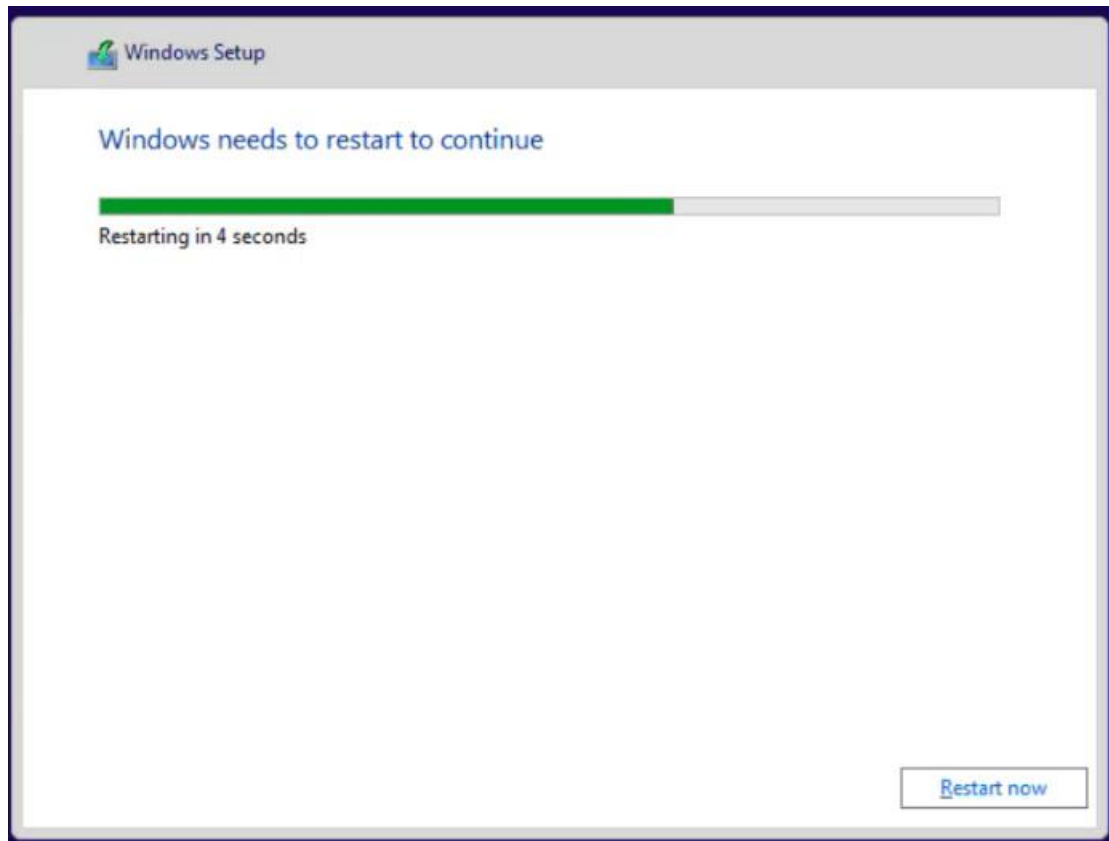 Windows Setup
Windows needs to restart to continue
Restarting in 4 seconds
Restart now